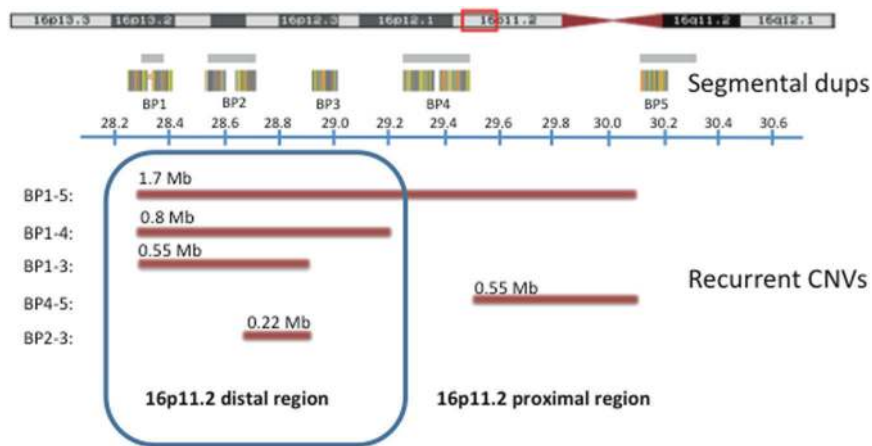 16p13.3 16p13.2 16p12.3 16p12.1 16p11.2 16q11.2 16q12.1
Segmental dups
BP1 BP2 BP3 BP4 BP5
28.2 28.4 28.6 28.8 29.0 29.2 29.4 29.6 29.8 30.0 30.2 30.4 30.6
BP1-5: 1.7 Mb
BP1-4: 0.8 Mb
BP1-3: 0.55 Mb
Recurrent CNVs
BP4-5: 0.55 Mb
BP2-3: 0.22 Mb
16p11.2 distal region 16p11.2 proximal region